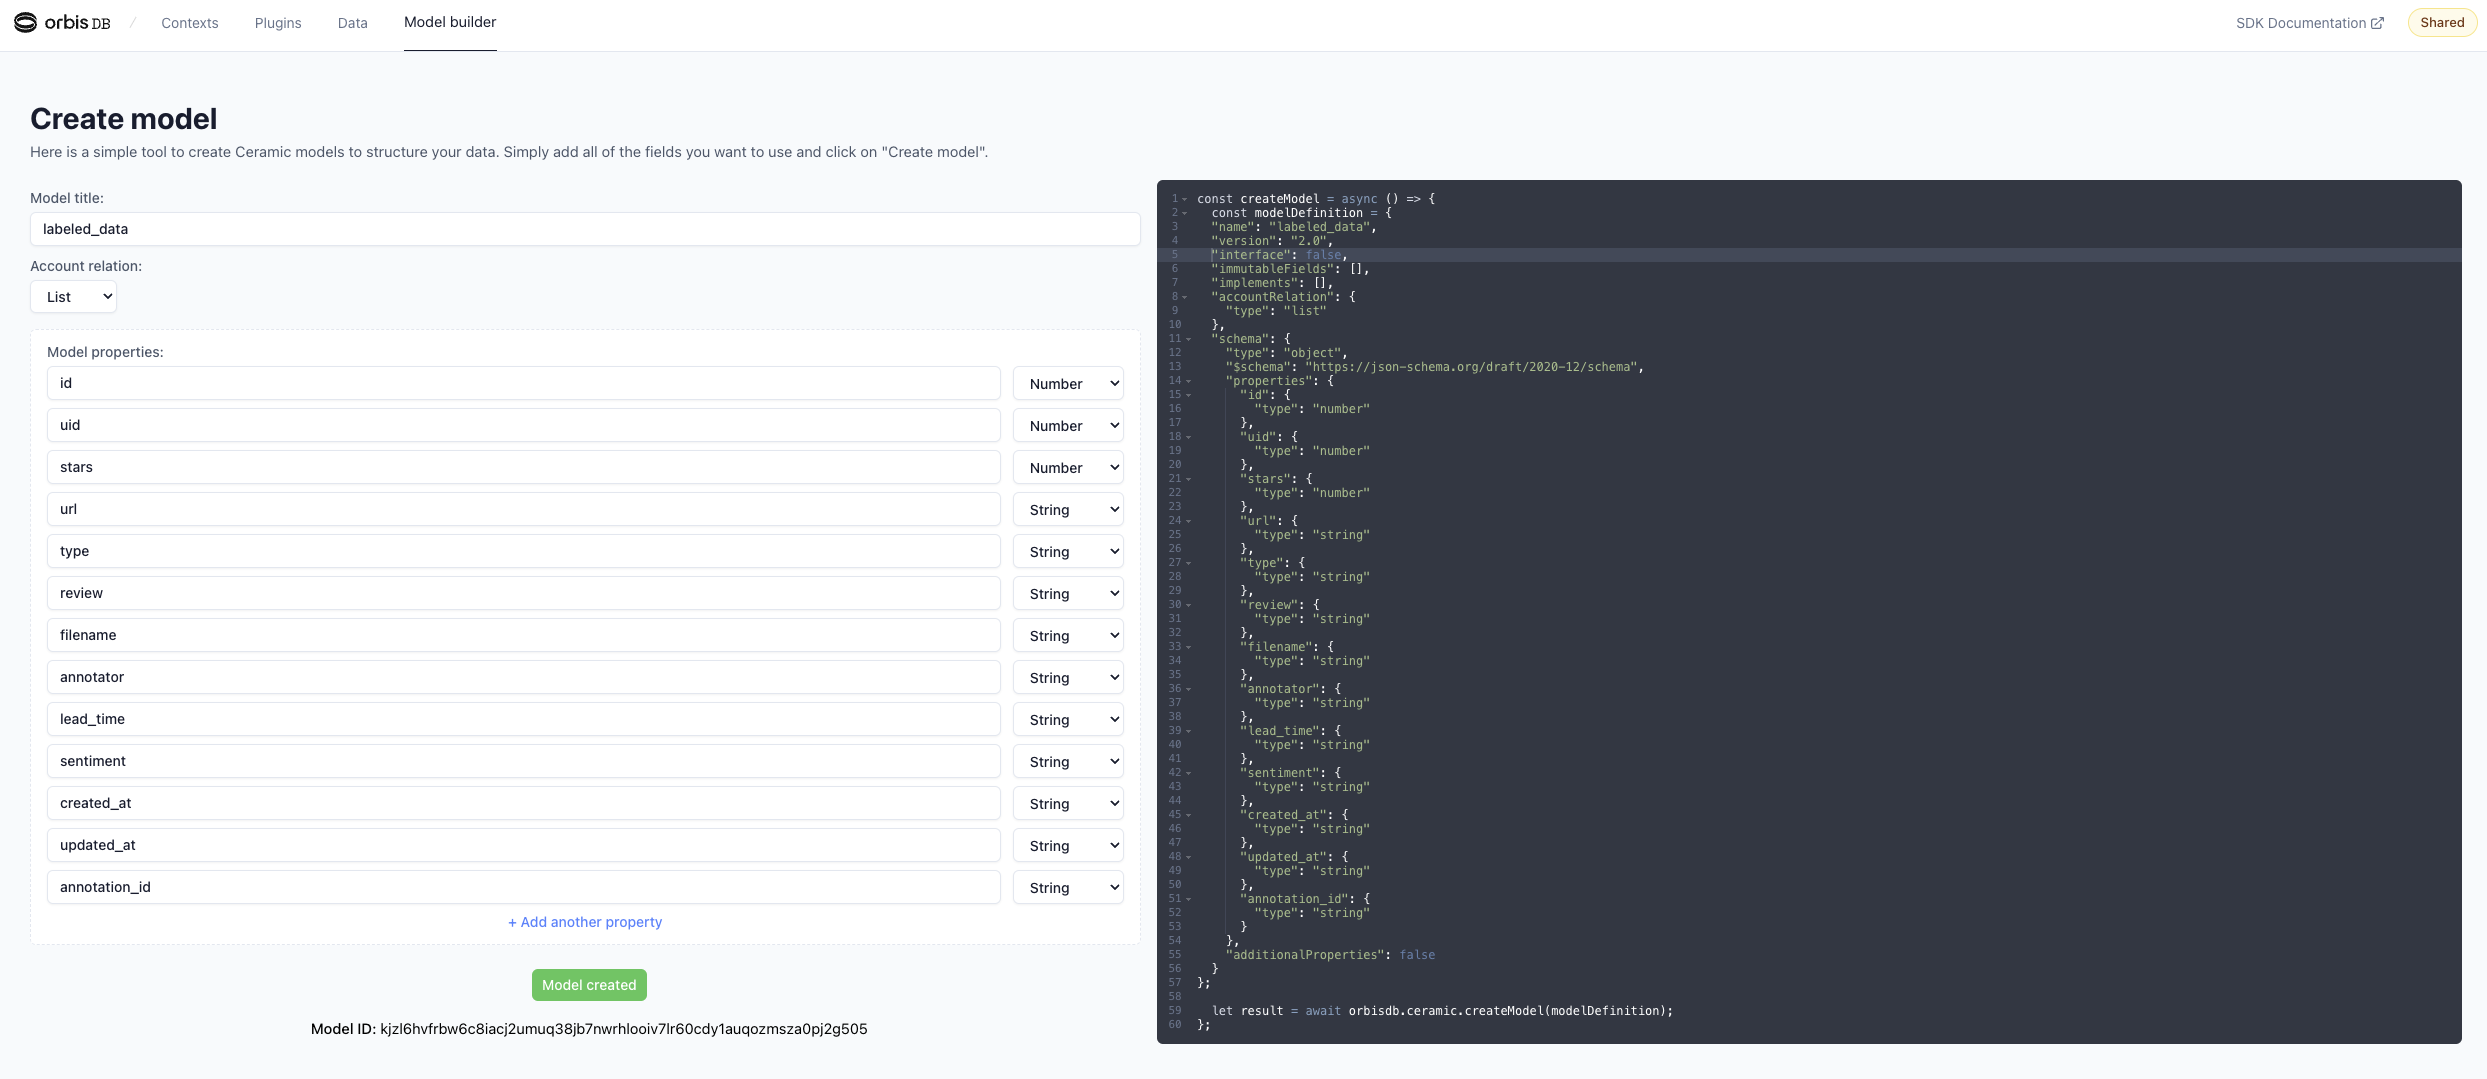 orbis DB / Contexts Plugins Data Model builder SDK Documentation Shared
Create model
Here is a simple tool to create Ceramic models to structure your data. Simply add all of the fields you want to use and click on "Create model".
Model title:
labeled_data
Account relation:
List
Model properties:
id Number
uid Number
stars Number
url String
type String
review String
filename String
annotator String
lead_time String
sentiment String
created_at String
updated_at String
annotation_id String
+ Add another property
Model created
Model ID: kjzl6hvfrbw6c8iacj2umuq38jb7nwrhlooiv7lr60cdy1auqozmsza0pj2g505
1 const createModel = async () => {
2 const modelDefinition = {
3 "name": "labeled_data",
4 "version": "2.0",
5 "interface": false,
6 "immutableFields": [],
7 "implements": [],
8 "accountRelation": {
9 "type": "list"
10 },
11 "schema": {
12 "type": "object",
13 "$schema": "https://json-schema.org/draft/2020-12/schema",
14 "properties": {
15 "id": {
16 "type": "number"
17 },
18 "uid": {
19 "type": "number"
20 },
21 "stars": {
22 "type": "number"
23 },
24 "url": {
25 "type": "string"
26 },
27 "type": {
28 "type": "string"
29 },
30 "review": {
31 "type": "string"
32 },
33 "filename": {
34 "type": "string"
35 },
36 "annotator": {
37 "type": "string"
38 },
39 "lead_time": {
40 "type": "string"
41 },
42 "sentiment": {
43 "type": "string"
44 },
45 "created_at": {
46 "type": "string"
47 },
48 "updated_at": {
49 "type": "string"
50 },
51 "annotation_id": {
52 "type": "string"
53 }
54 },
55 "additionalProperties": false
56 }
57 };
58
59 let result = await orbisdb.ceramic.createModel(modelDefinition);
60 };